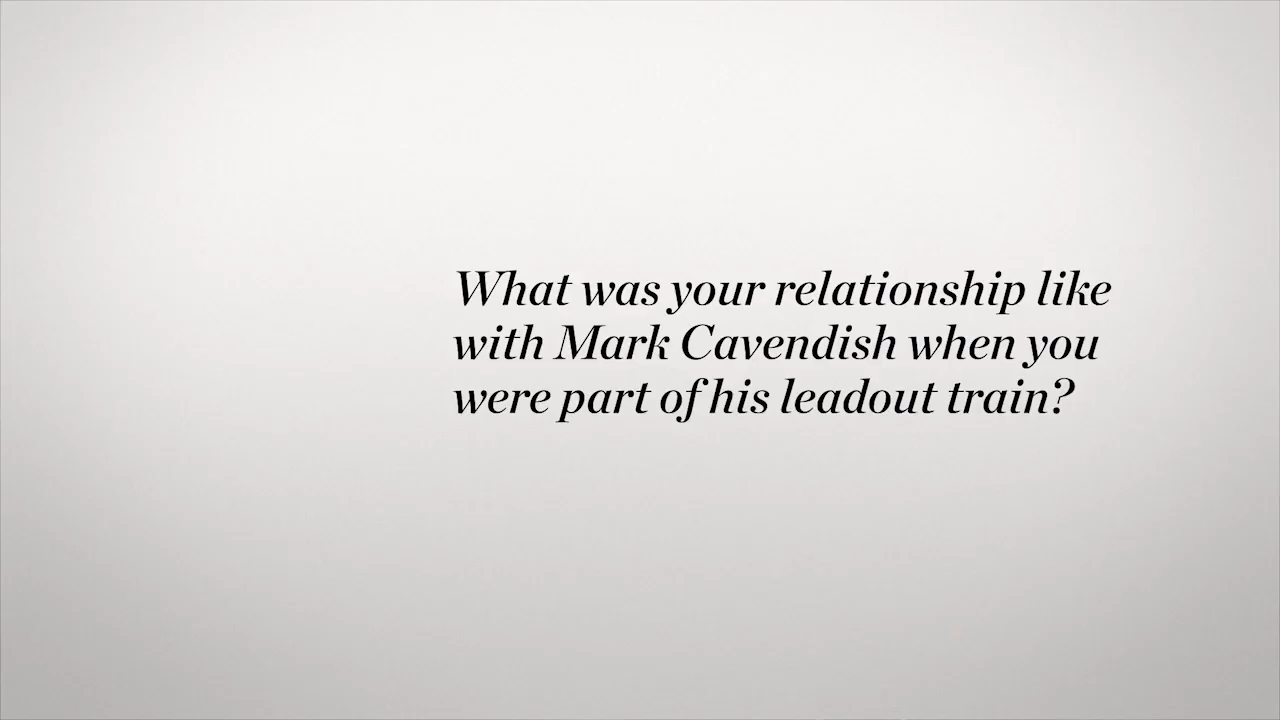 What was your relationship like
with Mark Cavendish when you
were part of his leadout train?